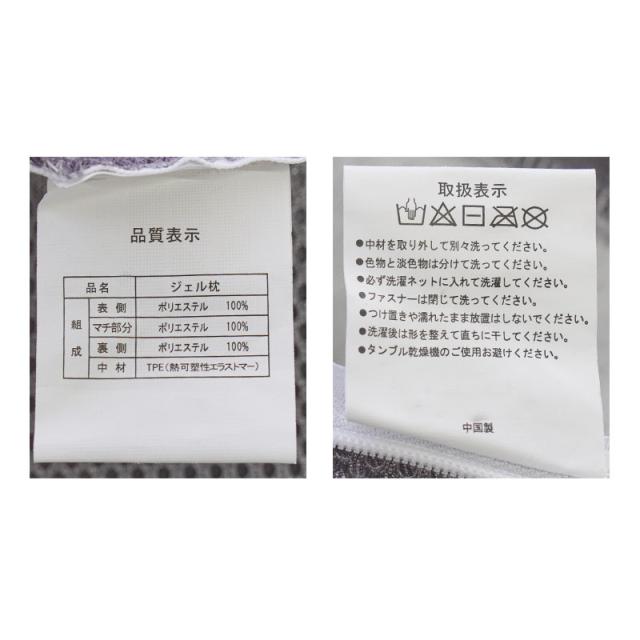 品質表示
品名 ジェル枕
組成 表側 ポリエステル 100%
マチ部分 ポリエステル 100%
裏側 ポリエステル 100%
中材 TPE(熱可塑性エラストマー)
取扱表示
●中材を取り外して別々洗ってください。
●色物と淡色物は分けて洗ってください。
●必ず洗濯ネットに入れて洗濯してください。
●ファスナーは閉じて洗ってください。
●つけ置きや濡れたまま放置はしないでください。
●洗濯後は形を整えて直ちに干してください。
●タンブル乾燥機のご使用お避けください。
中国製